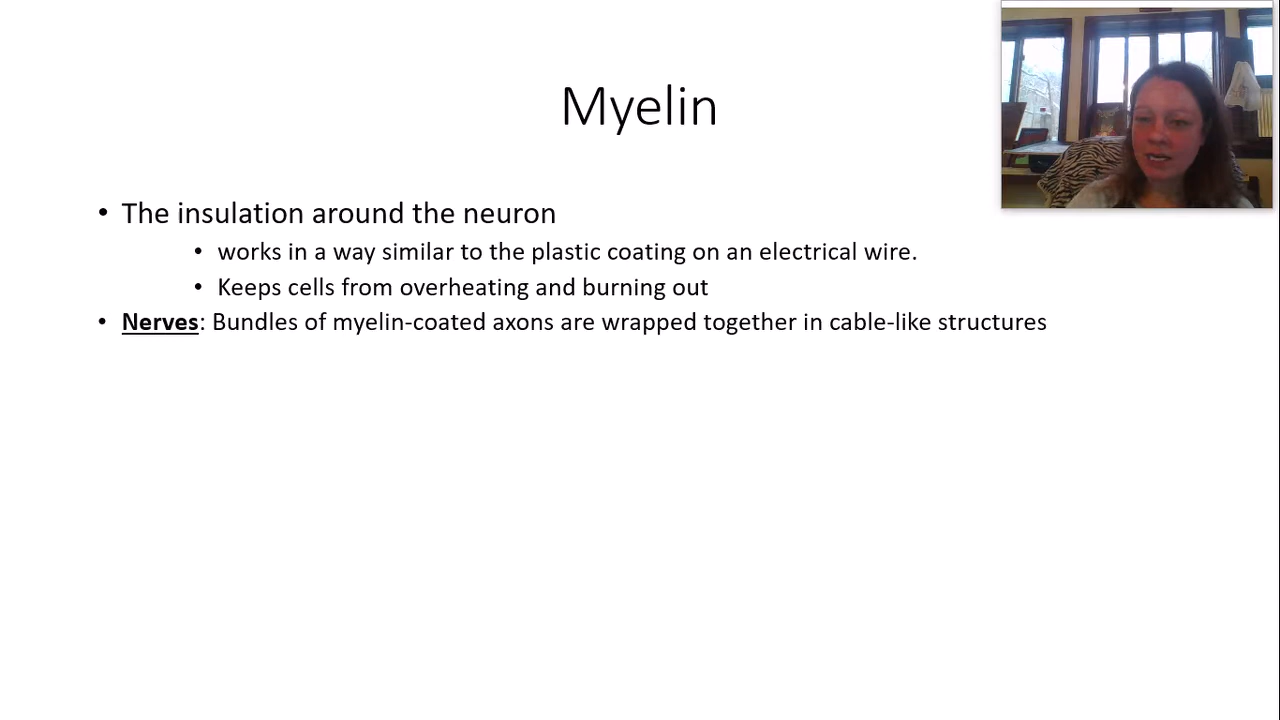 Myelin
• The insulation around the neuron
• works in a way similar to the plastic coating on an electrical wire.
• Keeps cells from overheating and burning out
• Nerves: Bundles of myelin-coated axons are wrapped together in cable-like structures